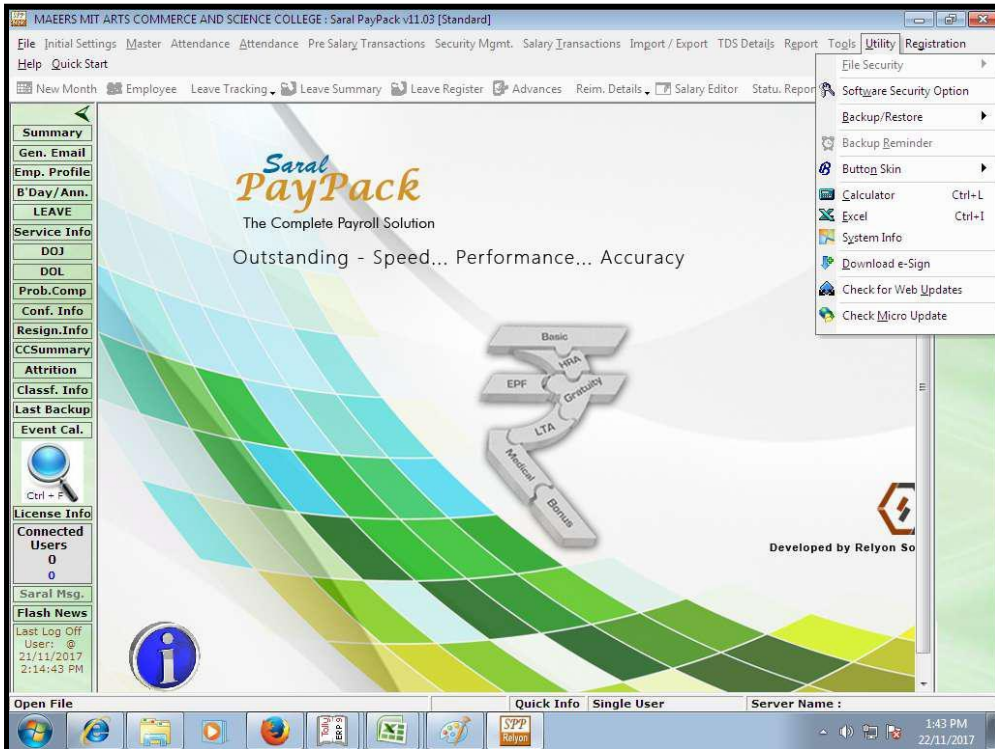 MAEERS MIT ARTS COMMERCE AND SCIENCE COLLEGE : Saral PayPack v11.03 [Standard]
File Initial Settings Master Attendance Attendance Pre Salary Transactions Security Mgmt. Salary Transactions Import / Export TDS Details Report Tools Utility Registration
Help Quick Start
New Month Employee Leave Tracking Leave Summary Leave Register Advances Reim. Details Salary Editor Statu. Repor
File Security
Software Security Option
Backup/Restore
Backup Reminder
Button Skin
Calculator Ctrl+L
Excel Ctrl+I
System Info
Download e-Sign
Check for Web Updates
Check Micro Update
Summary
Gen. Email
Emp. Profile
B'Day/Ann.
LEAVE
Service Info
DOJ
DOL
Prob.Comp
Conf. Info
Resign.Info
CCSummary
Attrition
Classf. Info
Last Backup
Event Cal.
Ctrl + F
License Info
Connected
Users
0
0
Saral Msg.
Flash News
Last Log Off
User: @
21/11/2017
2:14:43 PM
Saral
PayPack
The Complete Payroll Solution
Outstanding - Speed... Performance... Accuracy
Basic
HRA
EPF
Gratuity
LTA
Medical
Bonus
Developed by Relyon So
Open File Quick Info Single User Server Name :
Tally
ERP 9
SPP
Relyon
1:43 PM
22/11/2017